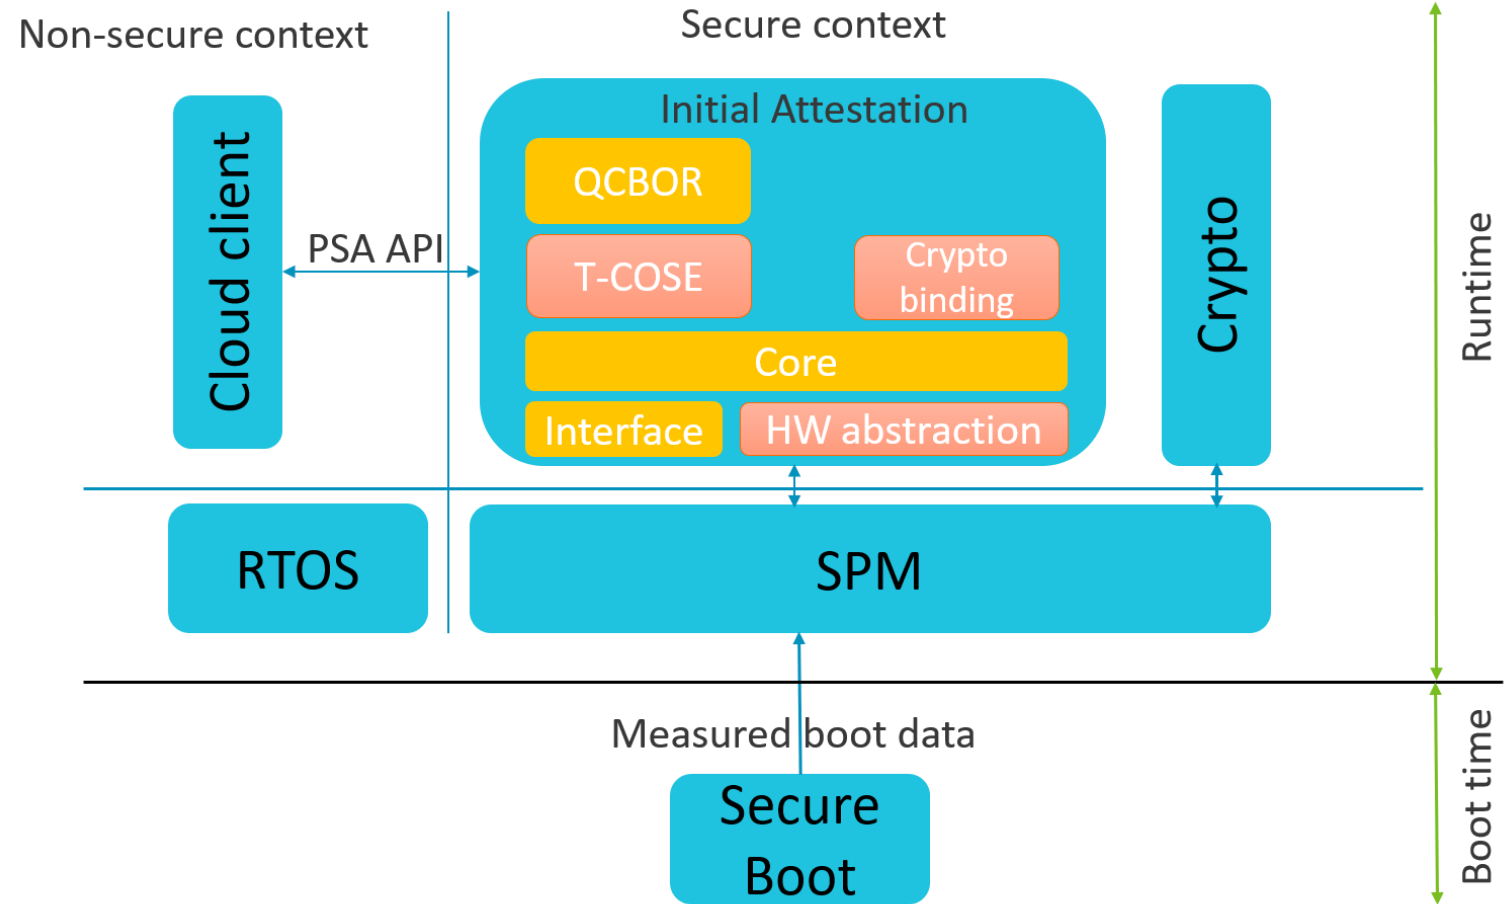 Non-secure context
Secure context
Initial Attestation
QCBOR
T-COSE
Crypto
binding
Core
Interface
HW abstraction
Cloud client
PSA API
Crypto
Runtime
RTOS
SPM
Measured boot data
Secure
Boot
Boot time